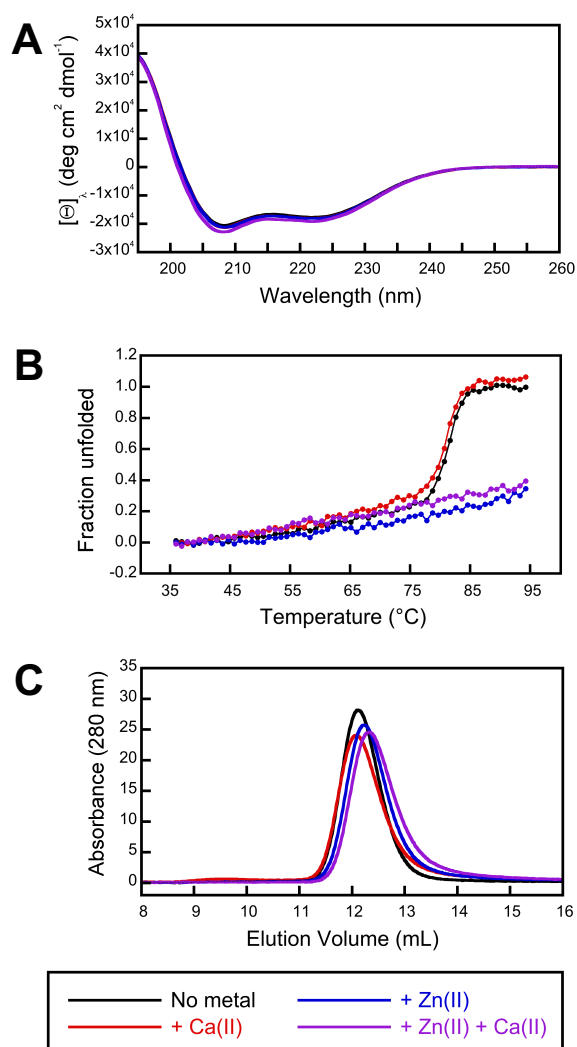 A
5x10⁴
4x10⁴
3x10⁴
2x10⁴
1x10⁴
0
-1x10⁴
-2x10⁴
-3x10⁴
[Θ]λ (deg cm² dmol⁻¹)
200 210 220 230 240 250 260
Wavelength (nm)
B
1.2
1.0
0.8
0.6
0.4
0.2
0.0
-0.2
Fraction unfolded
35 45 55 65 75 85 95
Temperature (°C)
C
35
30
25
20
15
10
5
0
Absorbance (280 nm)
8 9 10 11 12 13 14 15 16
Elution Volume (mL)
No metal + Zn(II)
+ Ca(II) + Zn(II) + Ca(II)